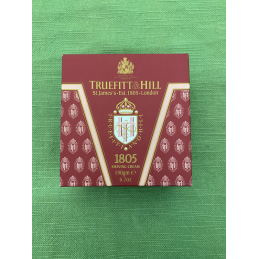 TRUEFITT & HILL
St James's · Est. 1805 · London
1805
SHAVING CREAM
190gm e
6.7oz